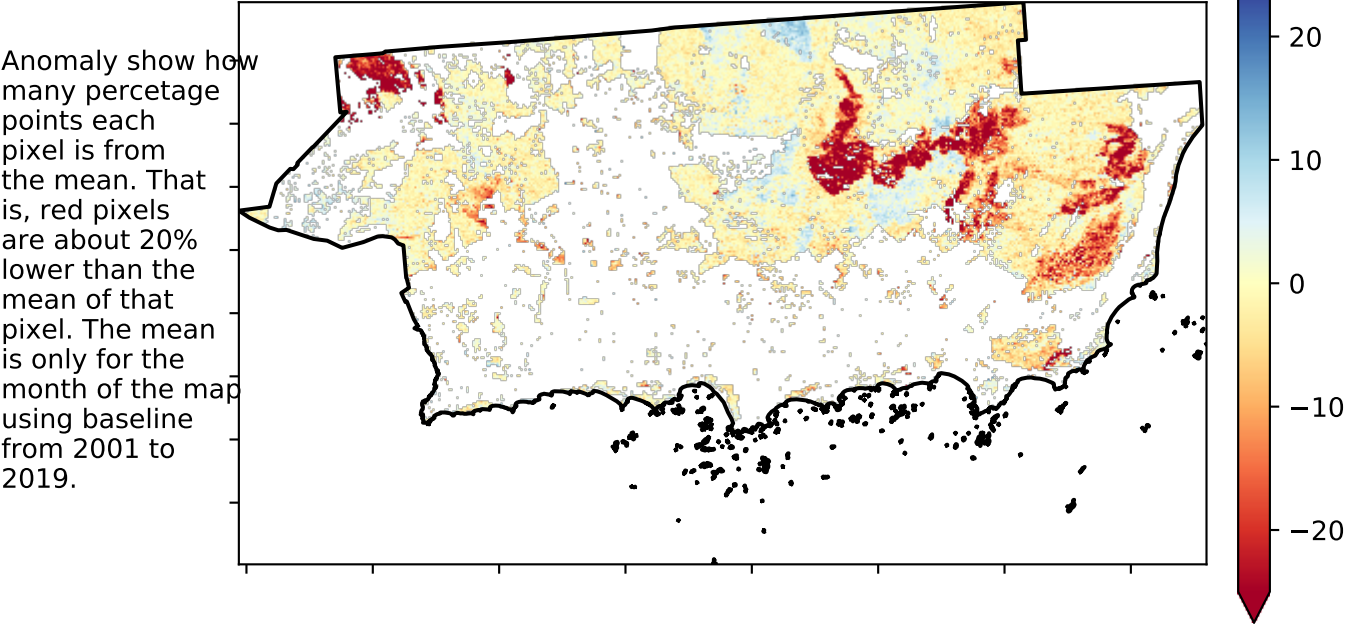 Anomaly show how
many percetage
points each
pixel is from
the mean. That
is, red pixels
are about 20%
lower than the
mean of that
pixel. The mean
is only for the
month of the map
using baseline
from 2001 to
2019.
20
10
0
−10
−20